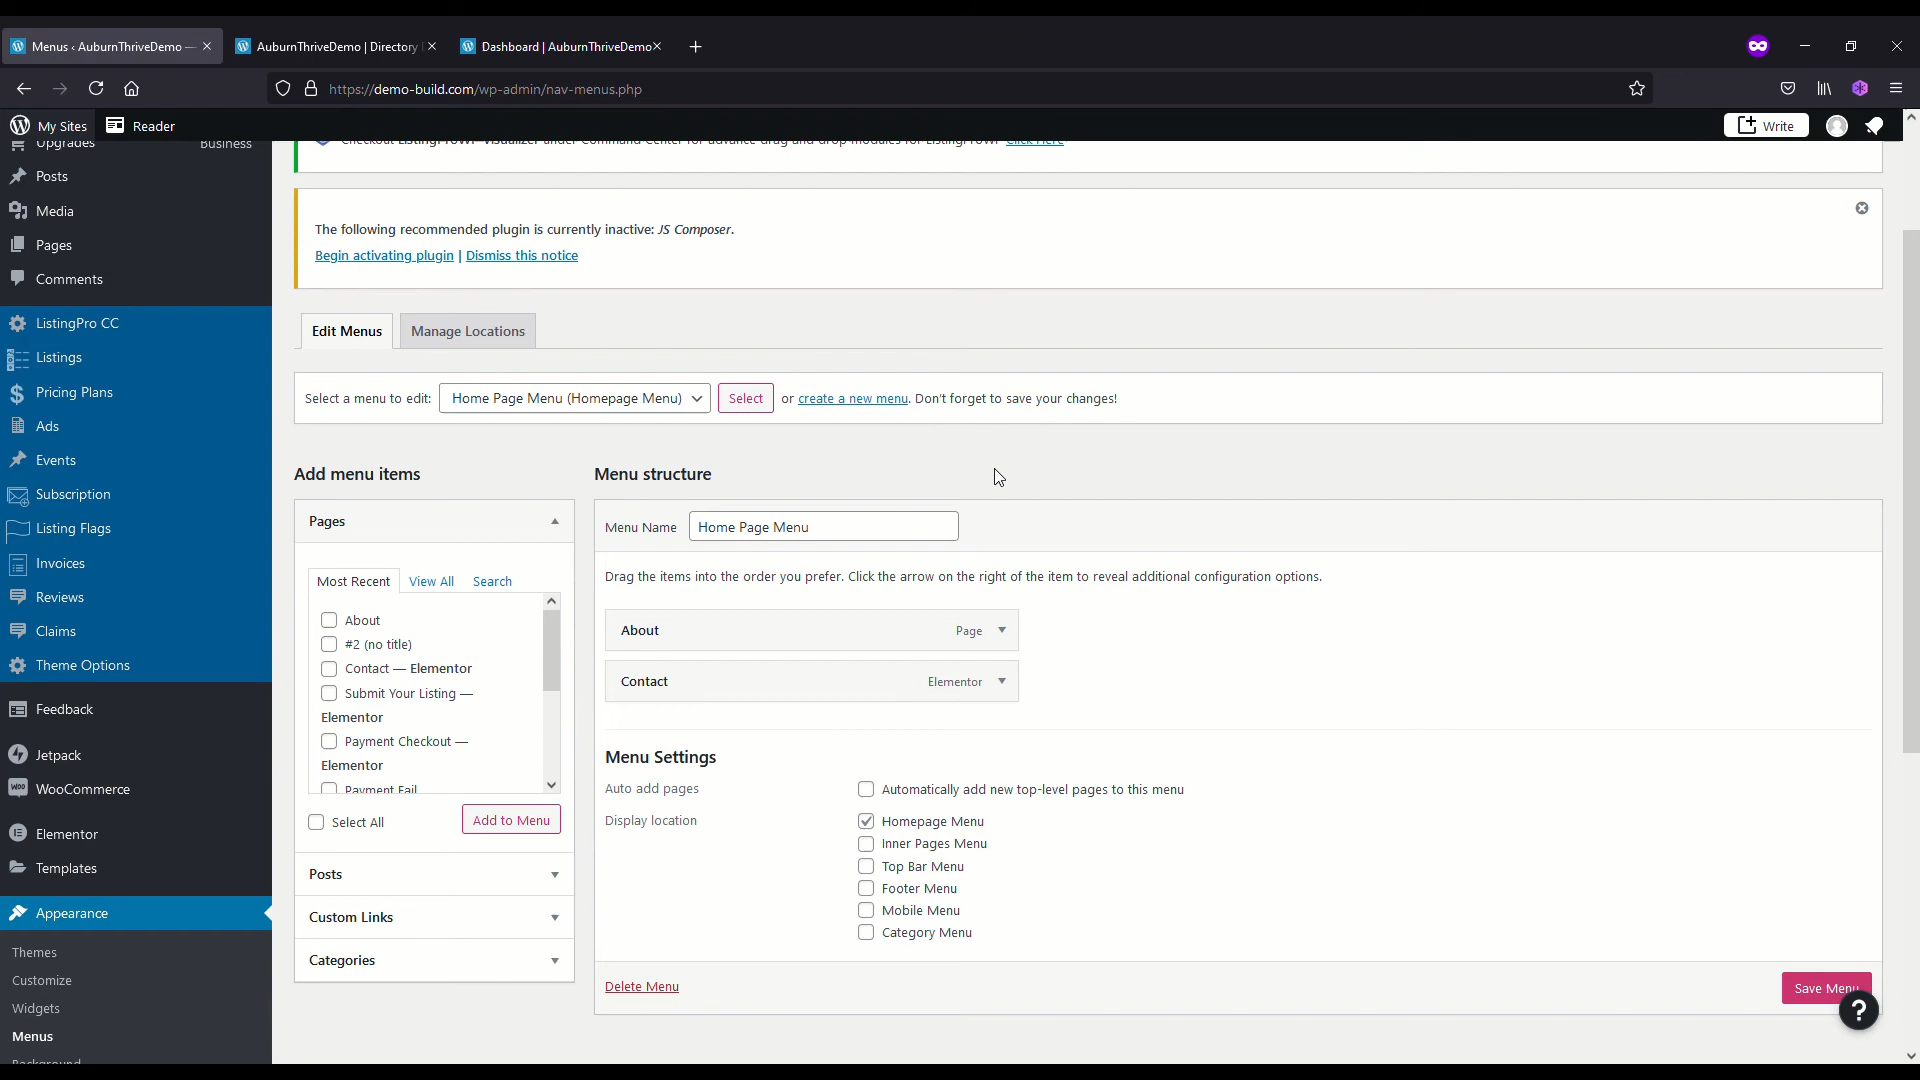 Menus ‹ AuburnThriveDemo —
AuburnThriveDemo | Directory
Dashboard | AuburnThriveDemo
https://demo-build.com/wp-admin/nav-menus.php
My Sites
Reader
Write
Upgrades
Business
Checkout ListingProWP Visualizer under Command Center for advance drag and drop modules for ListingProWP Click Here
Posts
Media
Pages
Comments
ListingPro CC
Listings
Pricing Plans
Ads
Events
Subscription
Listing Flags
Invoices
Reviews
Claims
Theme Options
Feedback
Jetpack
WooCommerce
Elementor
Templates
Appearance
Themes
Customize
Widgets
Menus
Background
The following recommended plugin is currently inactive: JS Composer.
Begin activating plugin | Dismiss this notice
Edit Menus
Manage Locations
Select a menu to edit:
Home Page Menu (Homepage Menu)
Select
or create a new menu. Don't forget to save your changes!
Add menu items
Pages
Most Recent
View All
Search
About
#2 (no title)
Contact — Elementor
Submit Your Listing —
Elementor
Payment Checkout —
Elementor
Payment Fail
Select All
Add to Menu
Posts
Custom Links
Categories
Menu structure
Menu Name
Home Page Menu
Drag the items into the order you prefer. Click the arrow on the right of the item to reveal additional configuration options.
About
Page
Contact
Elementor
Menu Settings
Auto add pages
Automatically add new top-level pages to this menu
Display location
Homepage Menu
Inner Pages Menu
Top Bar Menu
Footer Menu
Mobile Menu
Category Menu
Delete Menu
Save Menu
?